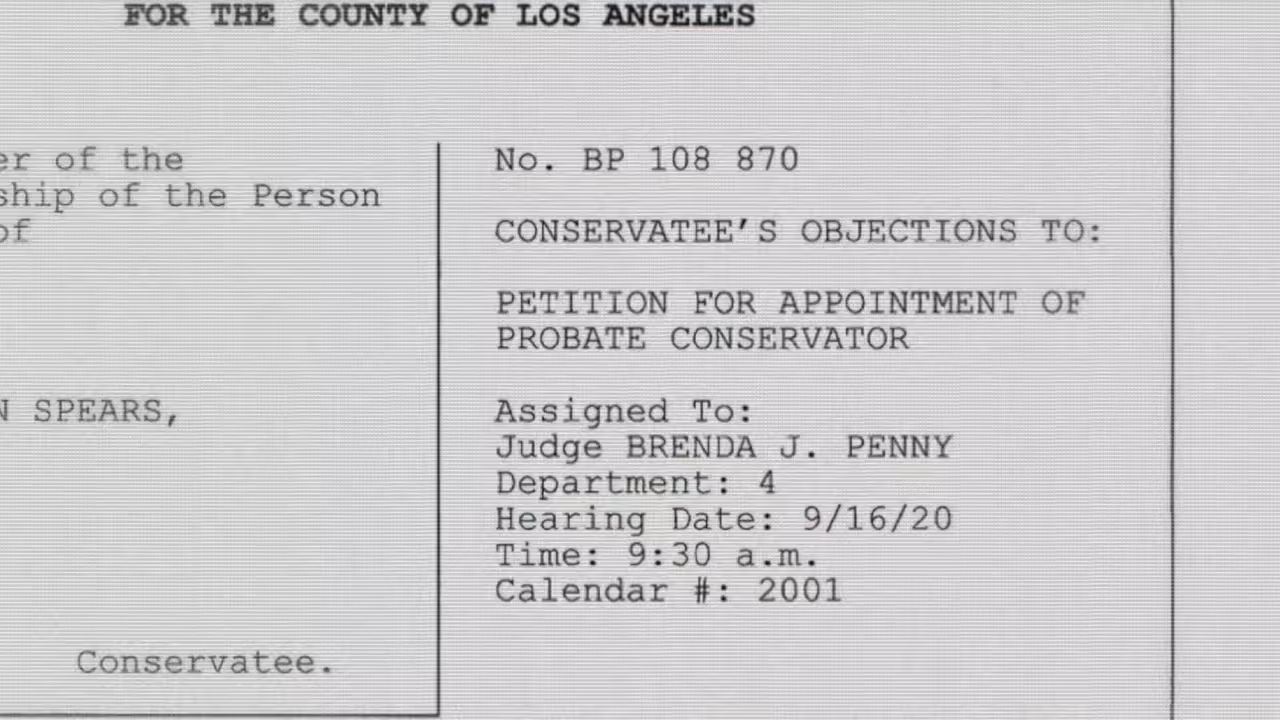 FOR THE COUNTY OF LOS ANGELES
er of the
ship of the Person
of
N SPEARS,
Conservatee.
No. BP 108 870
CONSERVATEE'S OBJECTIONS TO:
PETITION FOR APPOINTMENT OF
PROBATE CONSERVATOR
Assigned To:
Judge BRENDA J. PENNY
Department: 4
Hearing Date: 9/16/20
Time: 9:30 a.m.
Calendar #: 2001